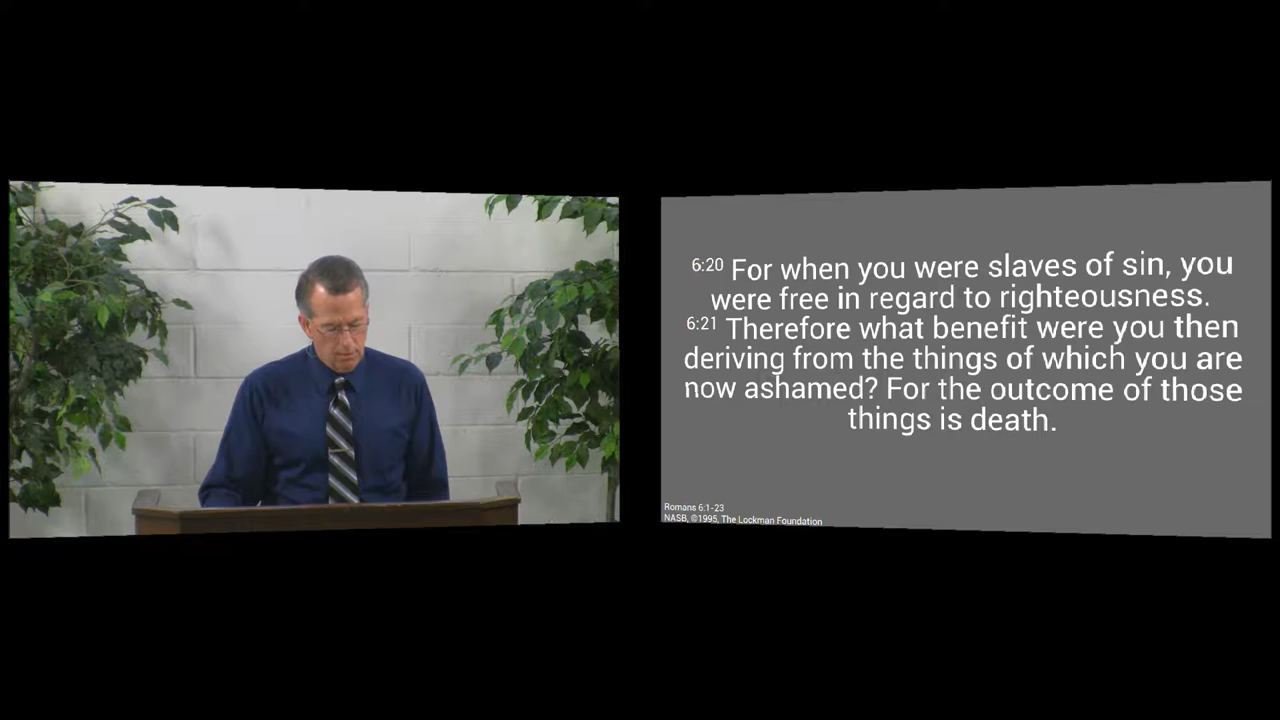 6:20 For when you were slaves of sin, you
were free in regard to righteousness.
6:21 Therefore what benefit were you then
deriving from the things of which you are
now ashamed? For the outcome of those
things is death.
Romans 6:1-23
NASB, ©1995, The Lockman Foundation